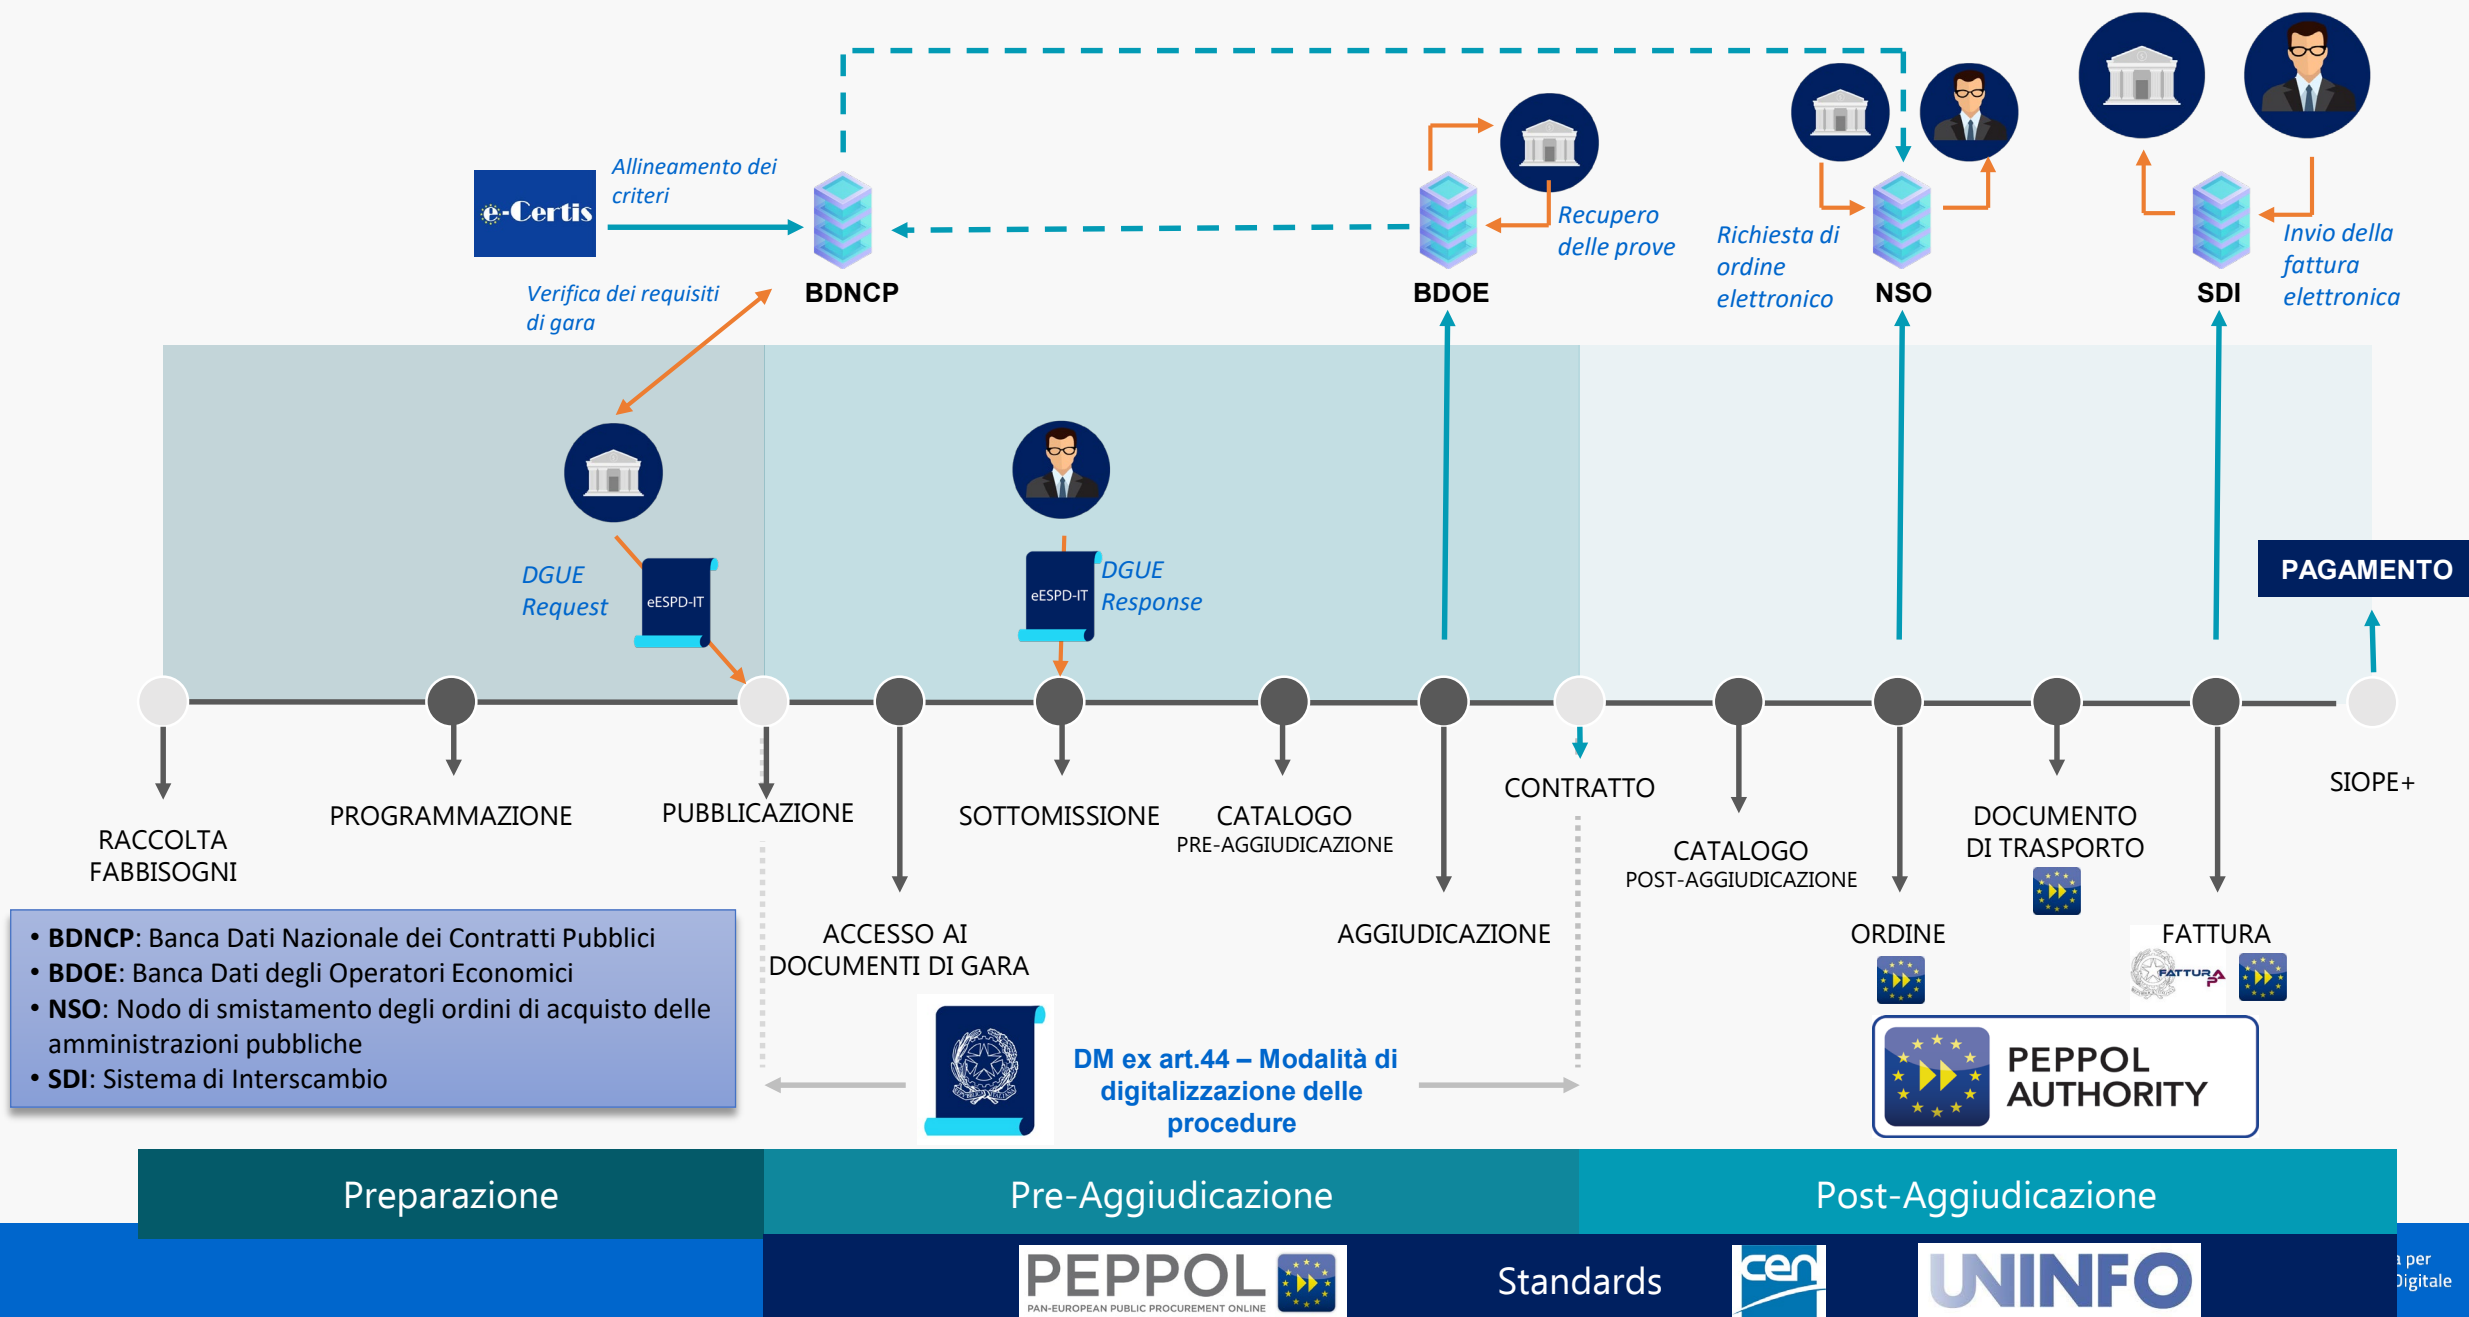 Allineamento dei
criteri
e-Certis
Verifica dei requisiti
di gara
BDNCP
BDOE
Recupero
delle prove
Richiesta di
ordine
elettronico
NSO
SDI
Invio della
fattura
elettronica
DGUE
Request
eESPD-IT
eESPD-IT
DGUE
Response
PAGAMENTO
RACCOLTA
FABBISOGNI
PROGRAMMAZIONE
PUBBLICAZIONE
ACCESSO AI
DOCUMENTI DI GARA
SOTTOMISSIONE
CATALOGO
PRE-AGGIUDICAZIONE
AGGIUDICAZIONE
CONTRATTO
CATALOGO
POST-AGGIUDICAZIONE
ORDINE
DOCUMENTO
DI TRASPORTO
FATTURA
FATTURA
P
SIOPE+
• BDNCP: Banca Dati Nazionale dei Contratti Pubblici
• BDOE: Banca Dati degli Operatori Economici
• NSO: Nodo di smistamento degli ordini di acquisto delle
amministrazioni pubbliche
• SDI: Sistema di Interscambio
DM ex art.44 – Modalità di
digitalizzazione delle
procedure
PEPPOL
AUTHORITY
Preparazione
Pre-Aggiudicazione
Post-Aggiudicazione
PEPPOL
PAN-EUROPEAN PUBLIC PROCUREMENT ONLINE
Standards
cen
UNINFO
per
Digitale